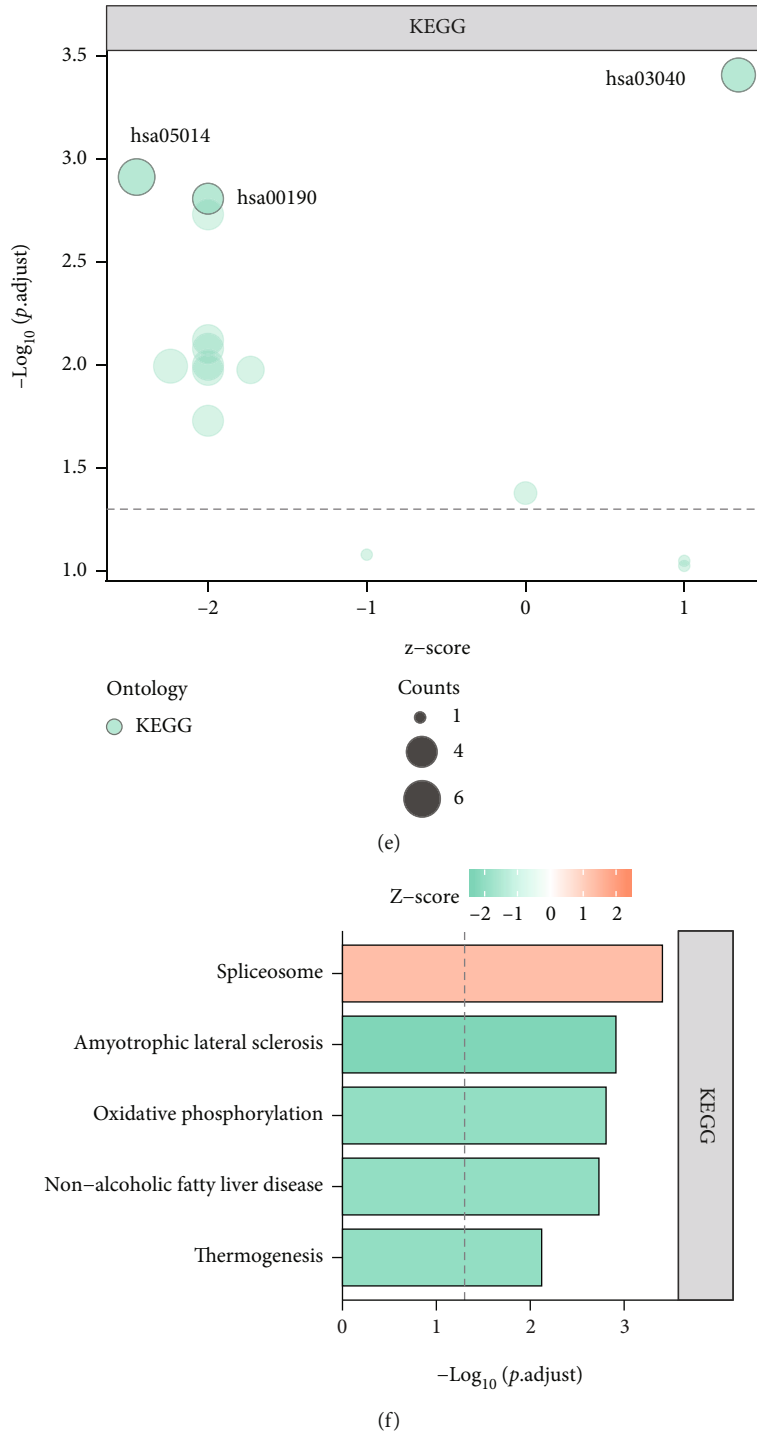 KEGG
3.5
hsa03040
hsa05014
3.0
hsa00190
2.5
−Log10 (p.adjust)
2.0
1.5
1.0
−2 −1 0 1
z−score
Ontology
KEGG
Counts
1
4
6
(e)
Z−score
−2 −1 0 1 2
Spliceosome
Amyotrophic lateral sclerosis
Oxidative phosphorylation
Non−alcoholic fatty liver disease
Thermogenesis
KEGG
0 1 2 3
−Log10 (p.adjust)
(f)